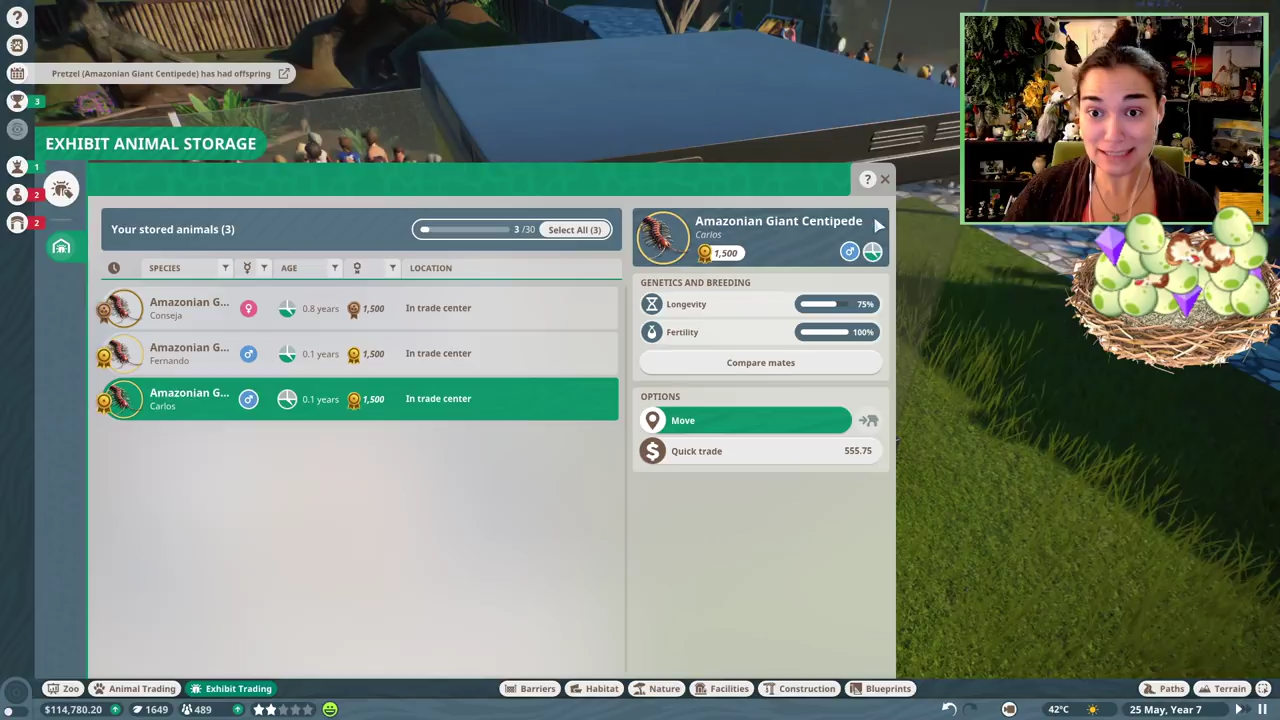 ?
Pretzel (Amazonian Giant Centipede) has had offspring
3
EXHIBIT ANIMAL STORAGE
1
2
2
?
Your stored animals (3)
3 /30
Select All (3)
SPECIES
AGE
LOCATION
Amazonian G...
Conseja
0.8 years
1,500
In trade center
Amazonian G...
Fernando
0.1 years
1,500
In trade center
Amazonian G...
Carlos
0.1 years
1,500
In trade center
Amazonian Giant Centipede
Carlos
1,500
GENETICS AND BREEDING
Longevity
75%
Fertility
100%
Compare mates
OPTIONS
Move
$ Quick trade
555.75
Zoo
Animal Trading
Exhibit Trading
Barriers
Habitat
Nature
Facilities
Construction
Blueprints
Paths
Terrain
$114,780.20
1649
489
42°C
25 May, Year 7